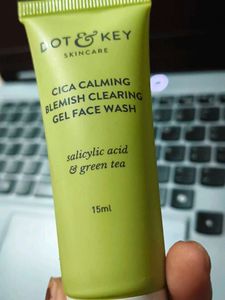 DOT & KEY
SKINCARE
CICA CALMING
BLEMISH CLEARING
GEL FACE WASH
salicylic acid
& green tea
15ml